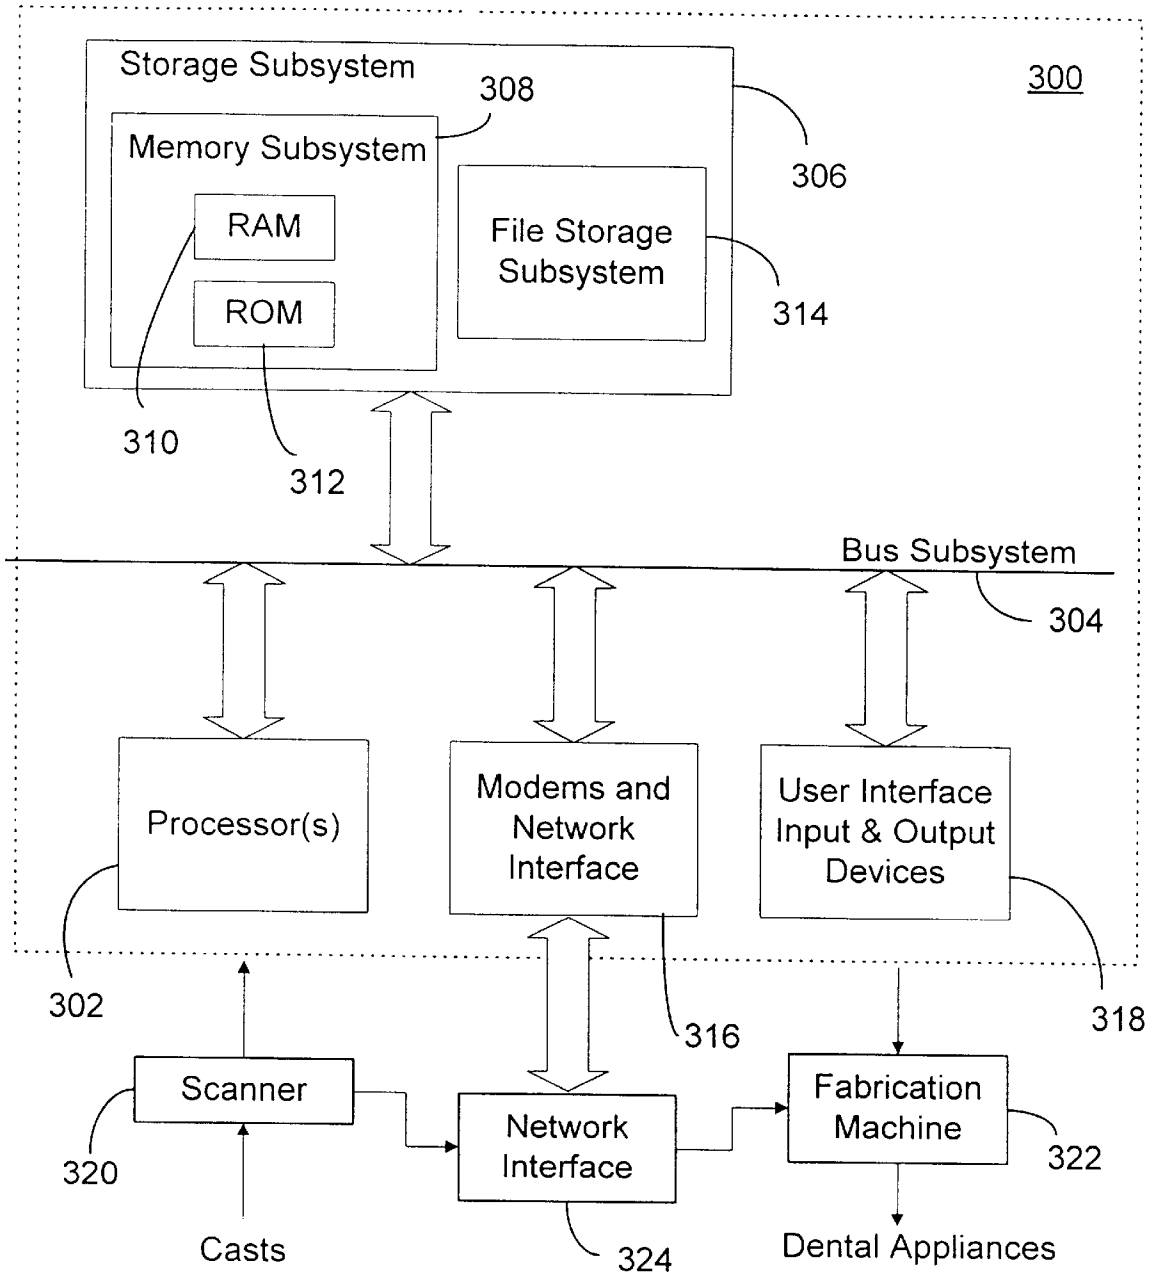 Storage Subsystem
308
300
Memory Subsystem
306
RAM
File Storage
Subsystem
ROM
314
310
312
Bus Subsystem
304
Processor(s)
Modems and
Network
Interface
User Interface
Input & Output
Devices
302
316
318
Scanner
Fabrication
Machine
Network
Interface
320
322
Casts
324
Dental Appliances